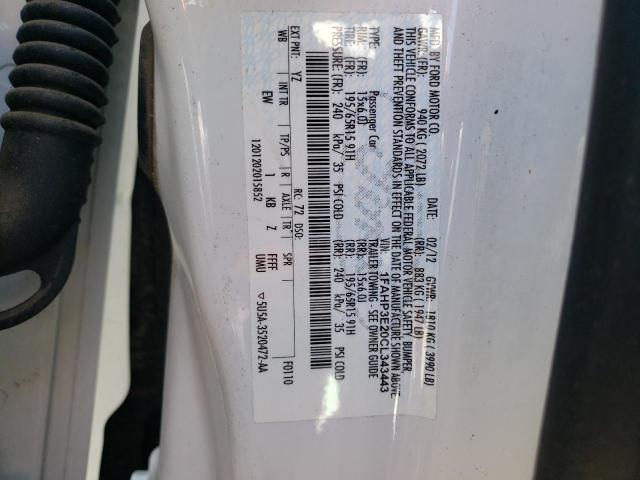 MFD. BY FORD MOTOR CO.
DATE: 02/12 GVWR: 1810 KG ( 3990 LB)
GAWR: (FR): 940 KG ( 2072 LB) (RR): 883 KG ( 1947 LB)
THIS VEHICLE CONFORMS TO ALL APPLICABLE FEDERAL MOTOR VEHICLE SAFETY, BUMPER,
AND THEFT PREVENTION STANDARDS IN EFFECT ON THE DATE OF MANUFACTURE SHOWN ABOVE.
VIN: 1FAHP3E20CL343443
TYPE: Passenger Car TRAILER TOWING - SEE OWNER GUIDE
RIMS: (FR): 15x6.0J (RR): 15x6.0J
TIRE: (FR): 195/65R15 91H (RR): 195/65R15 91H
PRESSURE: (FR): 240 kPa/ 35 PSI COLD (RR): 240 kPa/ 35 PSI COLD
EXT PNT: YZ RC: 72 DSO: F0110
WB INT TR TP/PS R AXLE TR SPR ▽ 5U5A-3520472-AA
EW 1 KB Z FFFF UMU
1201202015852